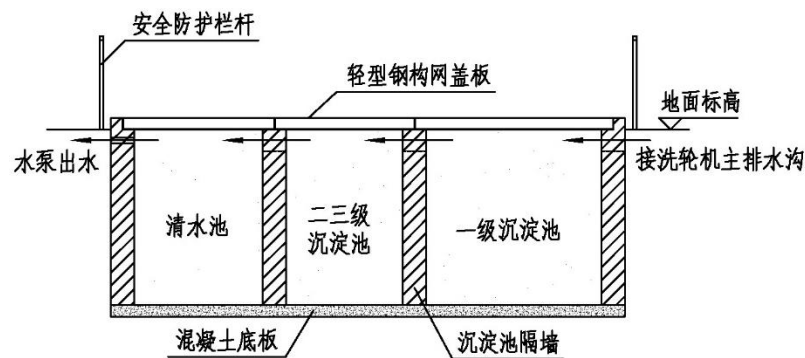 安全防护栏杆
轻型钢构网盖板
地面标高
水泵出水
接洗轮机主排水沟
清水池
二三级
沉淀池
一级沉淀池
混凝土底板
沉淀池隔墙